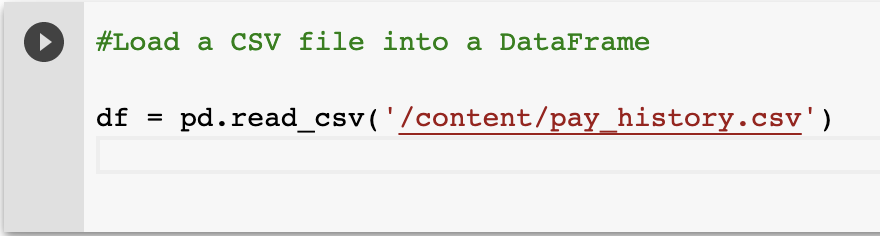 #Load a CSV file into a DataFrame
df = pd.read_csv('/content/pay_history.csv')